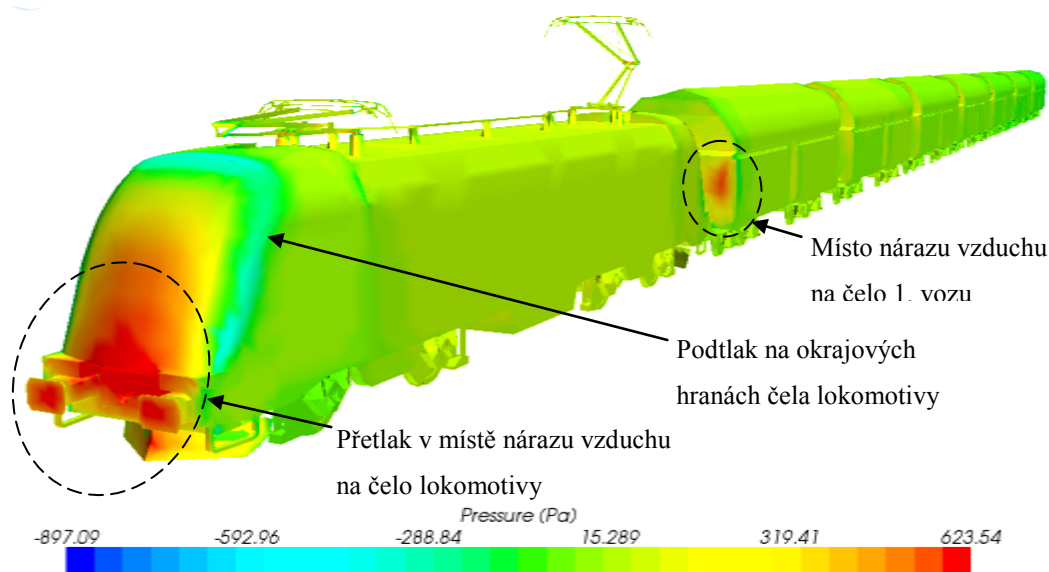 Místo nárazu vzduchu
na čelo 1. vozu
Podtlak na okrajových
hranách čela lokomotivy
Přetlak v místě nárazu vzduchu
na čelo lokomotivy
Pressure (Pa)
-897.09 -592.96 -288.84 15.289 319.41 623.54